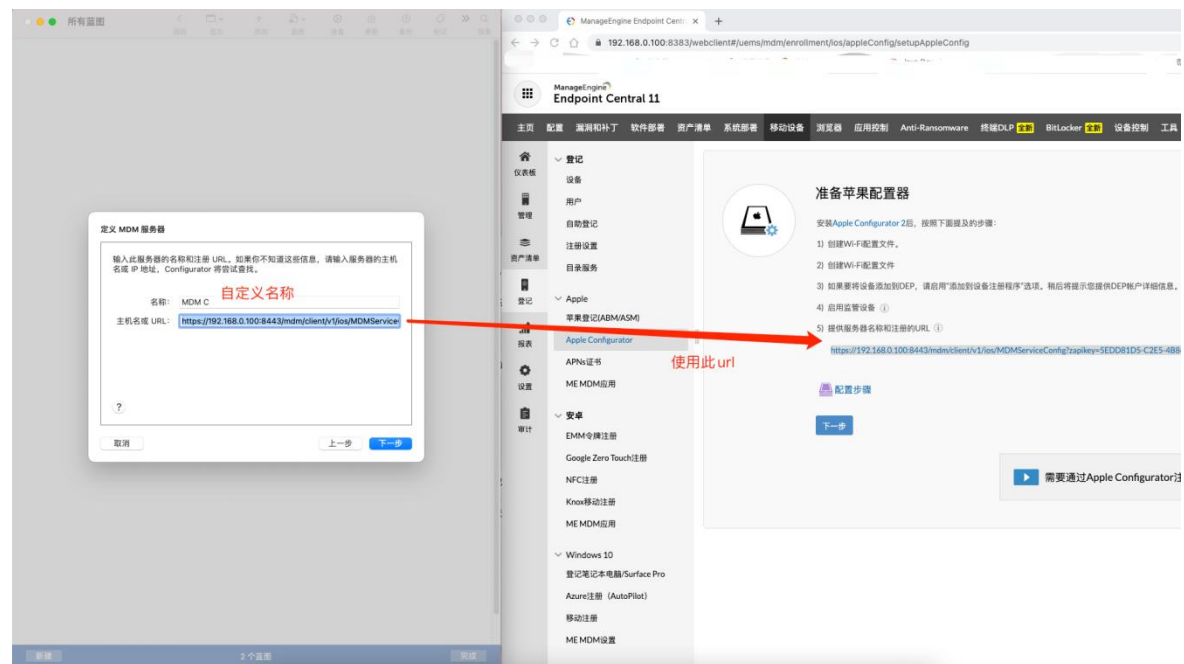 所有蓝图
定义 MDM 服务器
输入此服务器的名称和注册 URL。如果你不知道这些信息，请输入服务器的主机
名或 IP 地址，Configurator 将尝试查找。
自定义名称
名称：
MDM C
主机名或 URL：
https://192.168.0.100:8443/mdm/client/v1/ios/MDMService
?
取消
上一步
下一步
新建
2 个蓝图
完成
ManageEngine Endpoint Cent
192.168.0.100:8383/webclient#/uems/mdm/enrollment/ios/appleConfig/setupAppleConfig
ManageEngine
Endpoint Central 11
主页 配置 漏洞和补丁 软件部署 资产清单 系统部署 移动设备 浏览器 应用控制 Anti-Ransomware 终端DLP 全新 BitLocker 全新 设备控制 工具
仪表板
管理
资产清单
登记
报表
设置
审计
登记
设备
用户
自助登记
注册设置
目录服务
Apple
苹果登记(ABM/ASM)
Apple Configurator
APNs证书
ME MDM应用
安卓
EMM令牌注册
Google Zero Touch注册
NFC注册
Knox移动注册
ME MDM应用
Windows 10
登记笔记本电脑/Surface Pro
Azure注册（AutoPilot）
移动注册
ME MDM设置
准备苹果配置器
安装Apple Configurator 2后，按照下面提及的步骤：
1) 创建Wi-Fi配置文件。
2) 创建Wi-Fi配置文件
3) 如果要将设备添加到DEP，请启用"添加到设备注册程序"选项。稍后将提示您提供DEP帐户详细信息。
4) 启用监管设备
5) 提供服务器名称和注册的URL
https://192.168.0.100:8443/mdm/client/v1/ios/MDMServiceConfig?zapikey=5EDD81D5-C2E5-4B8
使用此 url
配置步骤
下一步
需要通过Apple Configurator注